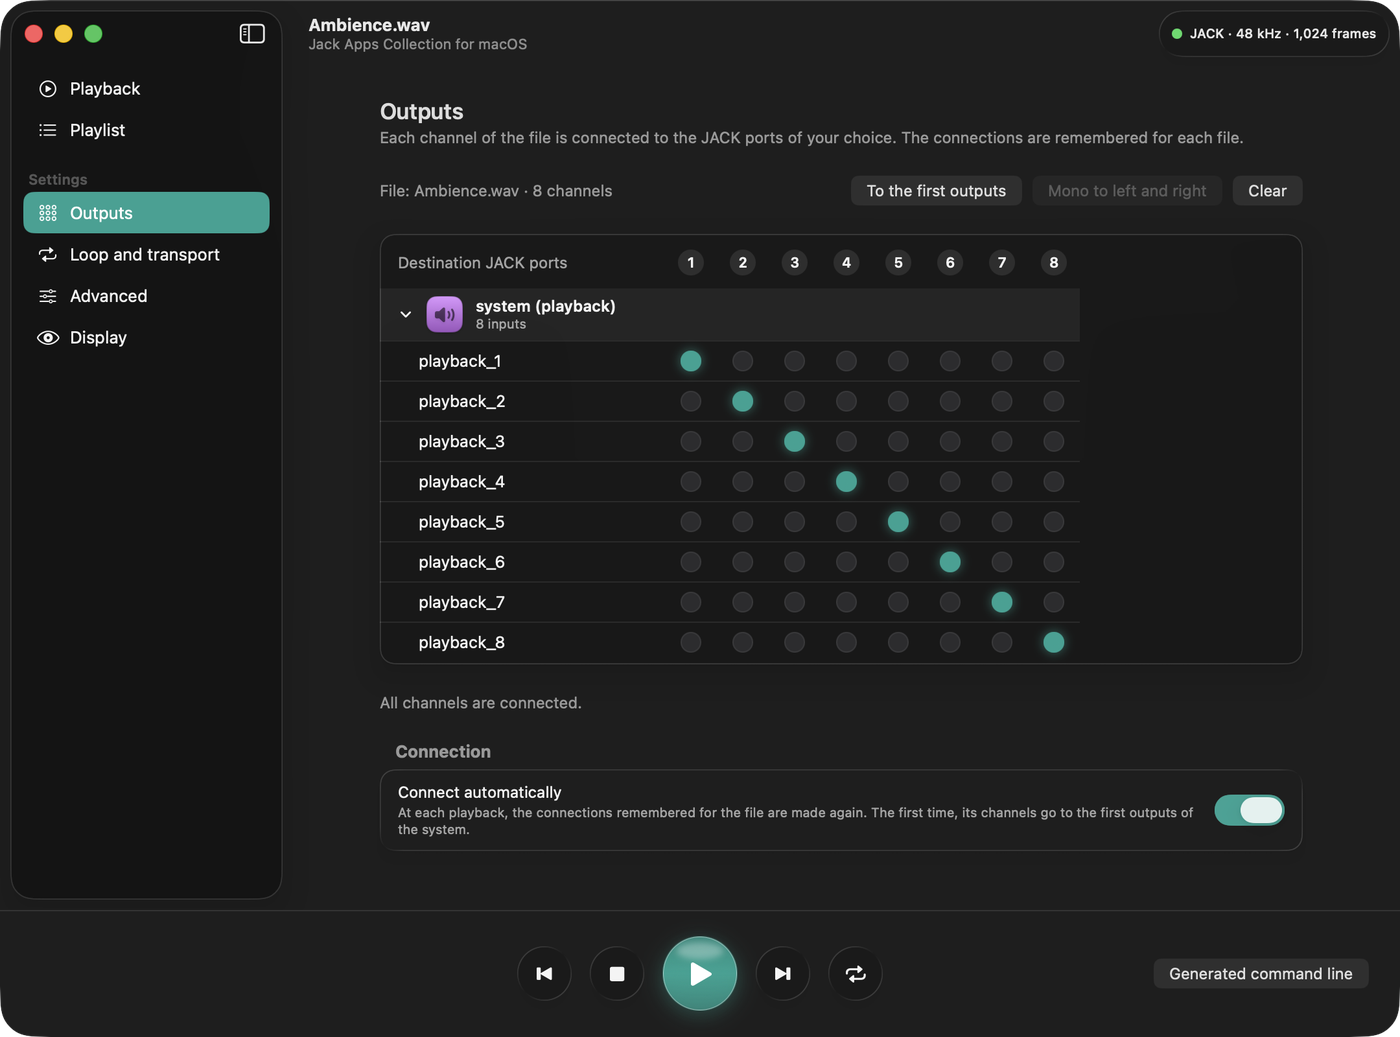 Ambience.wav
Jack Apps Collection for macOS
JACK · 48 kHz · 1,024 frames
Playback
Playlist
Settings
Outputs
Loop and transport
Advanced
Display
Outputs
Each channel of the file is connected to the JACK ports of your choice. The connections are remembered for each file.
File: Ambience.wav · 8 channels
To the first outputs
Mono to left and right
Clear
Destination JACK ports
1 2 3 4 5 6 7 8
system (playback)
8 inputs
playback_1
playback_2
playback_3
playback_4
playback_5
playback_6
playback_7
playback_8
All channels are connected.
Connection
Connect automatically
At each playback, the connections remembered for the file are made again. The first time, its channels go to the first outputs of
the system.
Generated command line